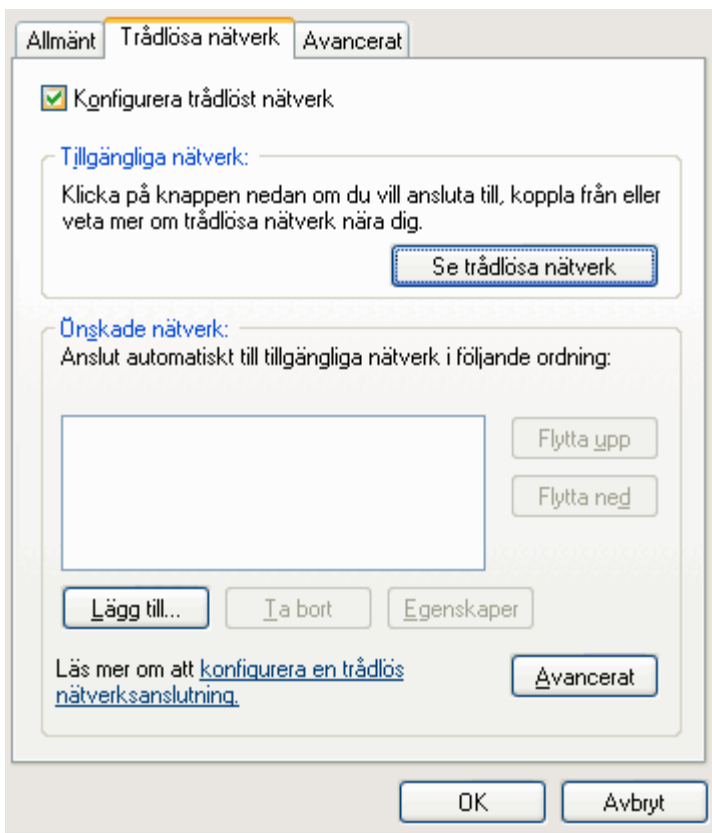 Allmänt Trådlösa nätverk Avancerat
Konfigurera trådlöst nätverk
Tillgängliga nätverk:
Klicka på knappen nedan om du vill ansluta till, koppla från eller
veta mer om trådlösa nätverk nära dig.
Se trådlösa nätverk
Önskade nätverk:
Anslut automatiskt till tillgängliga nätverk i följande ordning:
Flytta upp
Flytta ned
Lägg till... Ta bort Egenskaper
Läs mer om att konfigurera en trådlös
nätverksanslutning.
Avancerat
OK Avbryt